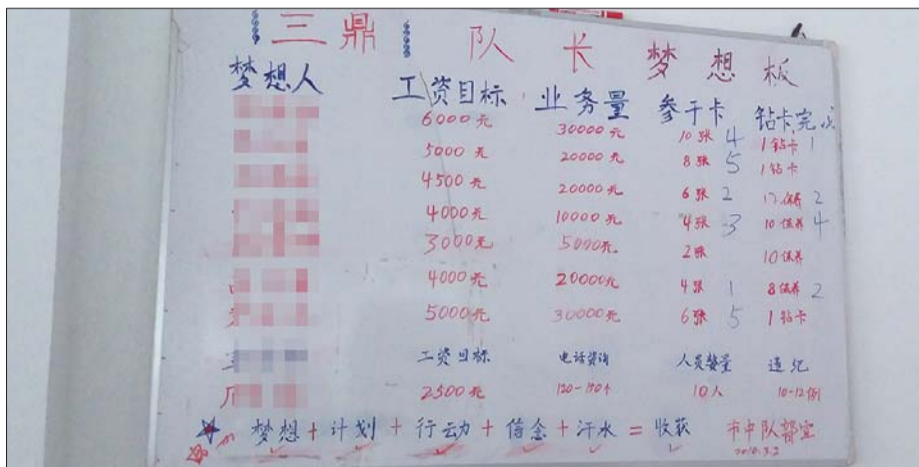 三鼎 队长梦想板
梦想人 工资目标 业务量 参干卡 钻卡完成
6000元 30000元 10张 4 1钻卡 1
5000元 20000元 8张 5 1钻卡
4500元 20000元 6张 2 保养 2
4000元 10000元 4张 3 10保养 4
3000元 5000元 2张 10保养
4000元 20000元 4张 1 8保养 2
5000元 30000元 6张 5 1钻卡
工资目标 电话资询 人员数量 造纪
2500元 10人 10-12例
梦想+计划+行动+信念+汗水=收获 市中队部宣